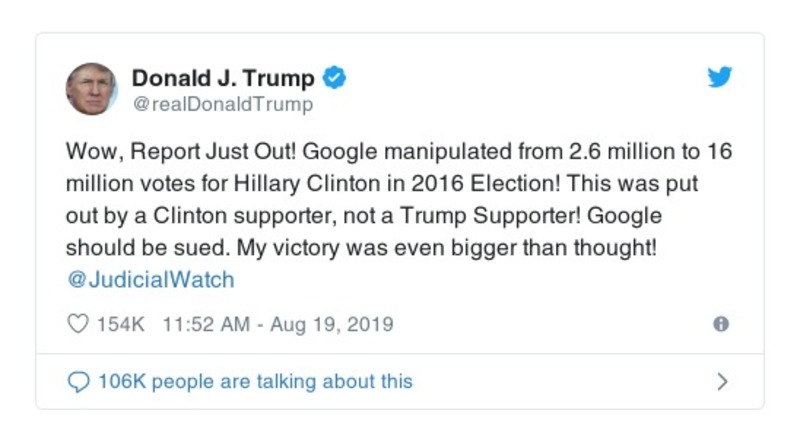 Donald J. Trump
@realDonaldTrump
Wow, Report Just Out! Google manipulated from 2.6 million to 16
million votes for Hillary Clinton in 2016 Election! This was put
out by a Clinton supporter, not a Trump Supporter! Google
should be sued. My victory was even bigger than thought!
@JudicialWatch
154K 11:52 AM - Aug 19, 2019
106K people are talking about this